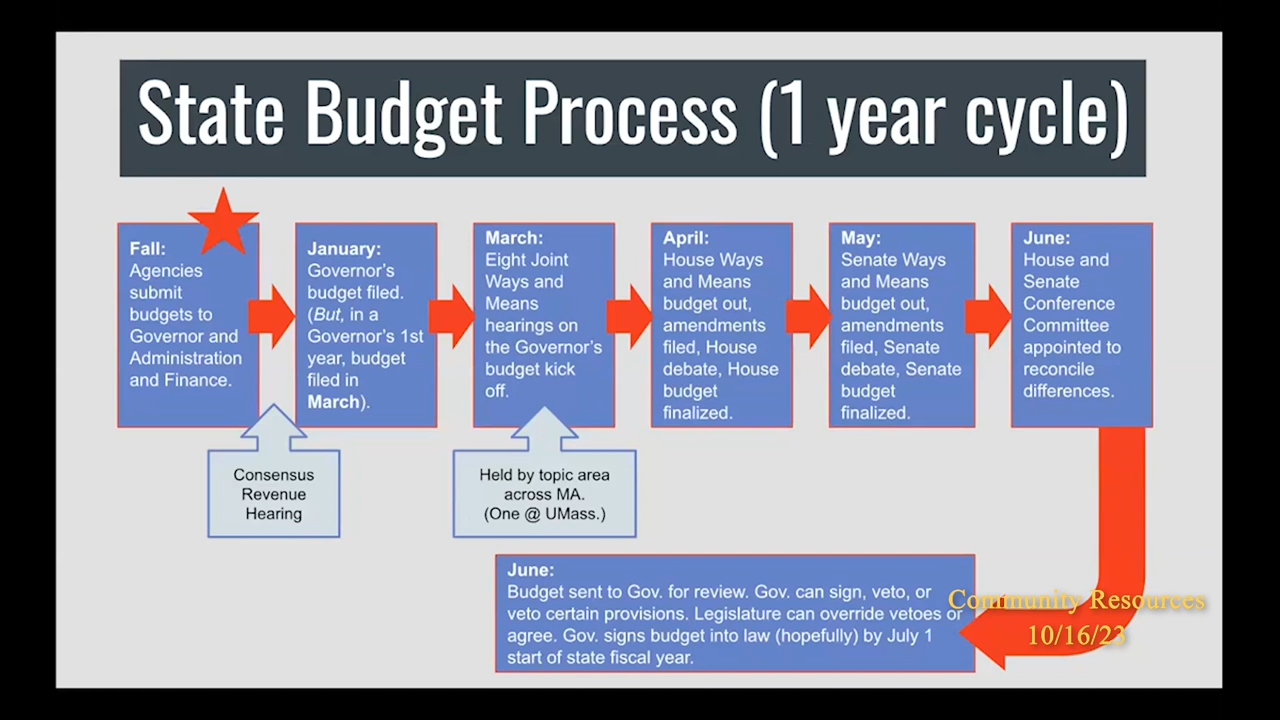 State Budget Process (1 year cycle)
Fall:
Agencies
submit
budgets to
Governor and
Administration
and Finance.
January:
Governor's
budget filed.
(But, in a
Governor's 1st
year, budget
filed in
March).
March:
Eight Joint
Ways and
Means
hearings on
the Governor's
budget kick
off.
April:
House Ways
and Means
budget out,
amendments
filed, House
debate, House
budget
finalized.
May:
Senate Ways
and Means
budget out,
amendments
filed, Senate
debate, Senate
budget
finalized.
June:
House and
Senate
Conference
Committee
appointed to
reconcile
differences.
Consensus
Revenue
Hearing
Held by topic area
across MA.
(One @ UMass.)
June:
Budget sent to Gov. for review. Gov. can sign, veto, or
veto certain provisions. Legislature can override vetoes or
agree. Gov. signs budget into law (hopefully) by July 1
start of state fiscal year.
Community Resources
10/16/23